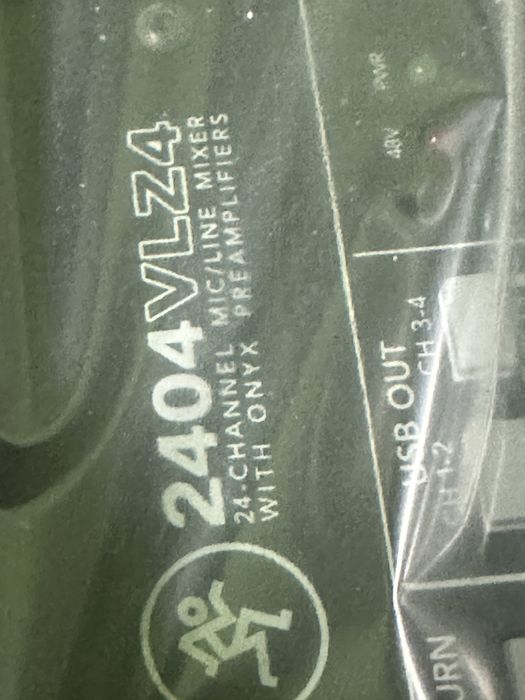 2404VLZ4
24-CHANNEL MIC/LINE MIXER
WITH ONYX PREAMPLIFIERS
PWR
48V
USB OUT
CH 1-2 CH 3-4